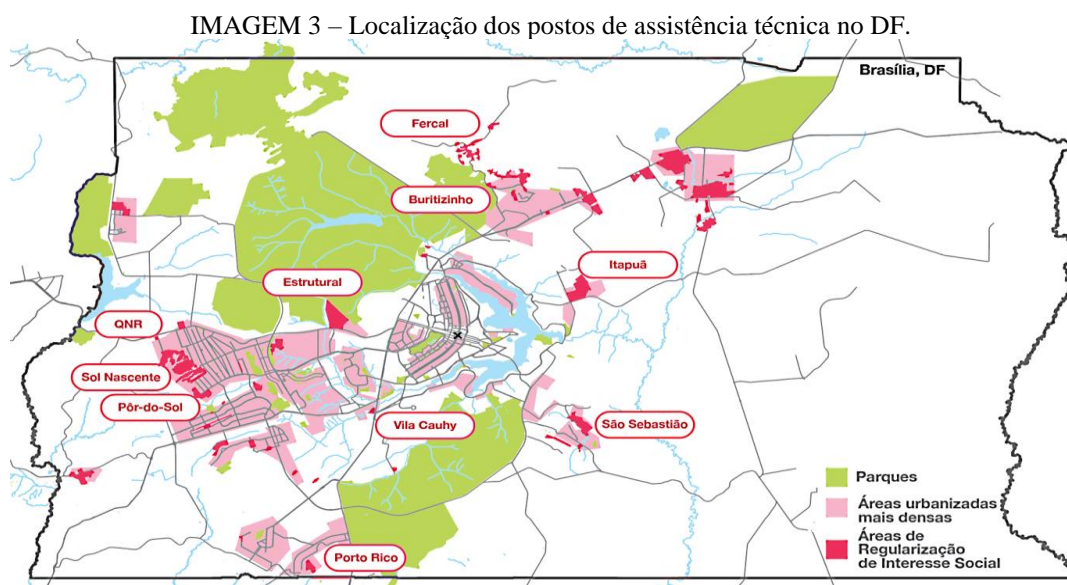 IMAGEM 3 – Localização dos postos de assistência técnica no DF.
Brasília, DF
Fercal
Buritizinho
Itapuã
Estrutural
QNR
Sol Nascente
Pôr-do-Sol
Vila Cauhy
São Sebastião
Porto Rico
Parques
Áreas urbanizadas
mais densas
Áreas de
Regularização
de Interesse Social